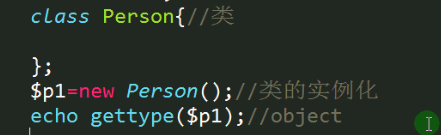 class Person{//类
};
$p1=new Person();//类的实例化
echo gettype($p1);//object